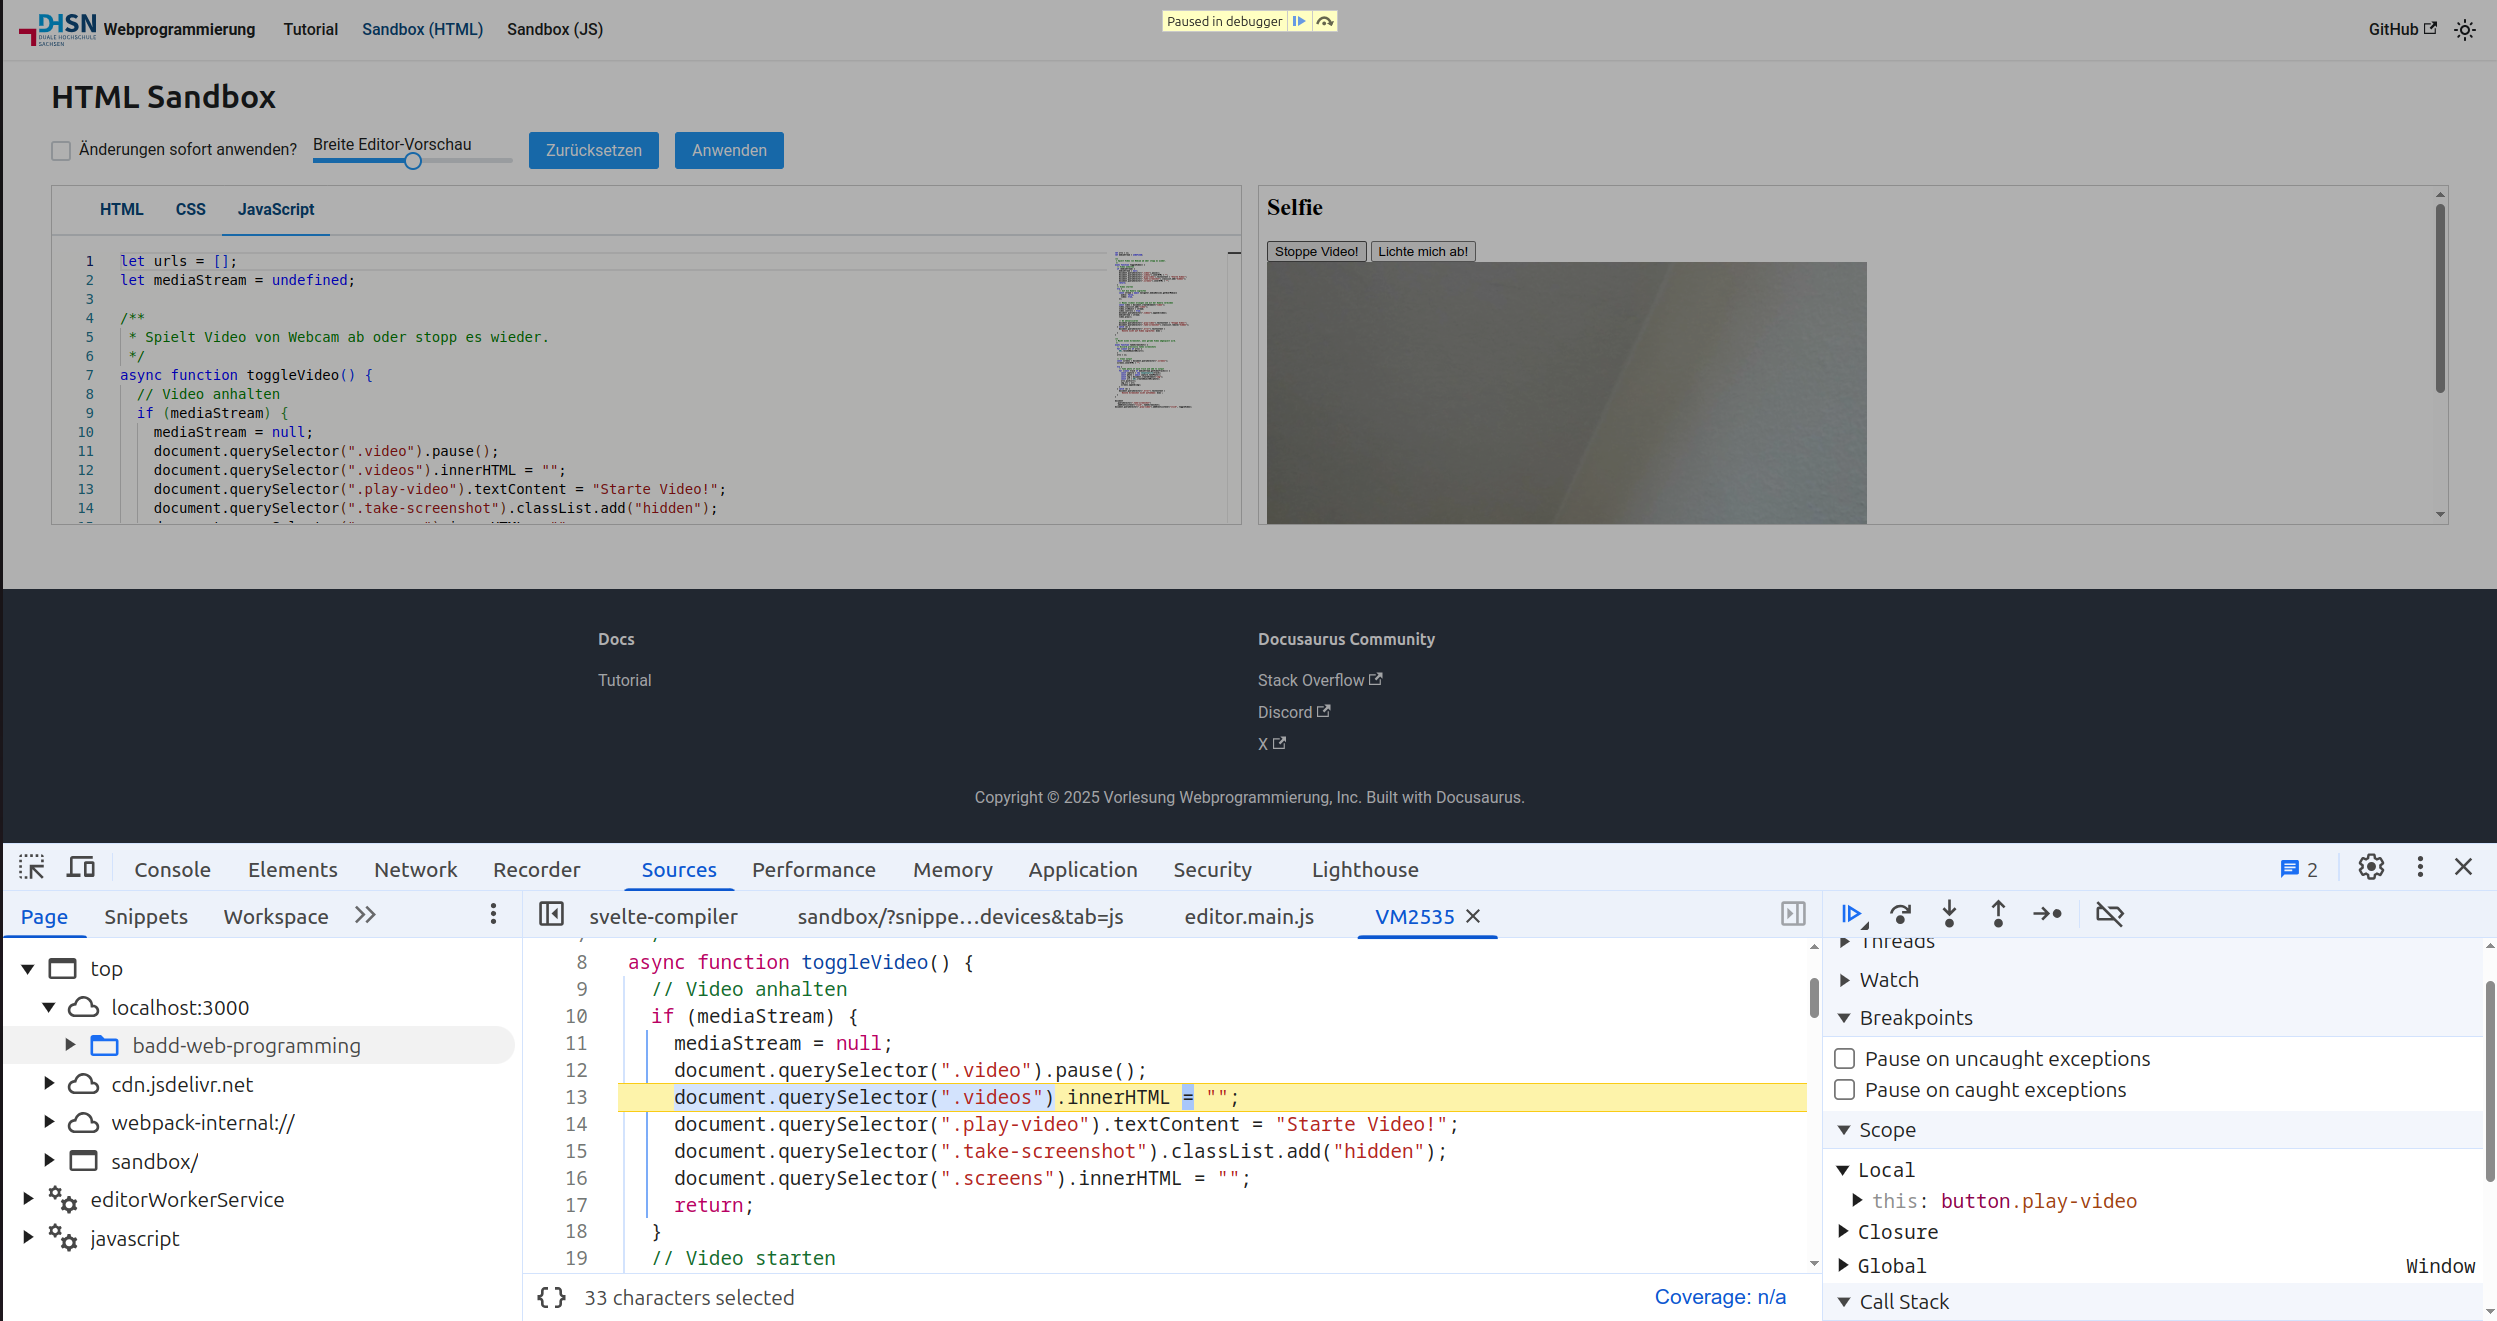 DHSN
DUALE HOCHSCHULE
SACHSEN
Webprogrammierung Tutorial Sandbox (HTML) Sandbox (JS)
Paused in debugger
GitHub
HTML Sandbox
Änderungen sofort anwenden?
Breite Editor-Vorschau
Zurücksetzen
Anwenden
HTML CSS JavaScript
1 let urls = [];
2 let mediaStream = undefined;
3
4 /**
5 * Spielt Video von Webcam ab oder stopp es wieder.
6 */
7 async function toggleVideo() {
8 // Video anhalten
9 if (mediaStream) {
10 mediaStream = null;
11 document.querySelector(".video").pause();
12 document.querySelector(".videos").innerHTML = "";
13 document.querySelector(".play-video").textContent = "Starte Video!";
14 document.querySelector(".take-screenshot").classList.add("hidden");
Selfie
Stoppe Video! Lichte mich ab!
Docs
Tutorial
Docusaurus Community
Stack Overflow
Discord
X
Copyright © 2025 Vorlesung Webprogrammierung, Inc. Built with Docusaurus.
Console Elements Network Recorder Sources Performance Memory Application Security Lighthouse 2
Page Snippets Workspace
top
localhost:3000
badd-web-programming
cdn.jsdelivr.net
webpack-internal://
sandbox/
editorWorkerService
javascript
svelte-compiler sandbox/?snippe…devices&tab=js editor.main.js VM2535
8 async function toggleVideo() {
9 // Video anhalten
10 if (mediaStream) {
11 mediaStream = null;
12 document.querySelector(".video").pause();
13 document.querySelector(".videos").innerHTML = "";
14 document.querySelector(".play-video").textContent = "Starte Video!";
15 document.querySelector(".take-screenshot").classList.add("hidden");
16 document.querySelector(".screens").innerHTML = "";
17 return;
18 }
19 // Video starten
{} 33 characters selected
Coverage: n/a
Threads
Watch
Breakpoints
Pause on uncaught exceptions
Pause on caught exceptions
Scope
Local
this: button.play-video
Closure
Global Window
Call Stack